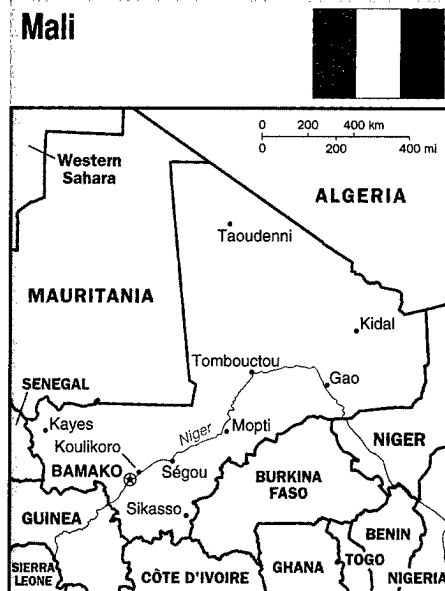 Mali
0 200 400 km
0 200 400 mi
Western
Sahara
ALGERIA
Taoudenni
MAURITANIA
Kidal
Tombouctou
Gao
SENEGAL
Niger
Kayes
Mopti
NIGER
Koulikoro
BAMAKO
Ségou
BURKINA
FASO
Sikasso
GUINEA
BENIN
SIERRA
LEONE
CÔTE D'IVOIRE
GHANA
TOGO
NIGERIA